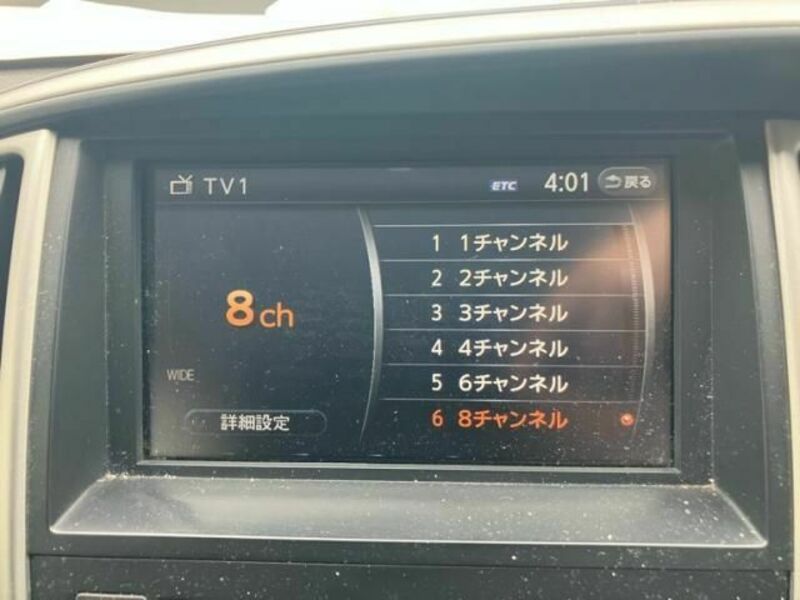 TV1 ETC 4:01 戻る
1 1チャンネル
2 2チャンネル
3 3チャンネル
8ch
4 4チャンネル
WIDE
5 6チャンネル
詳細設定
6 8チャンネル